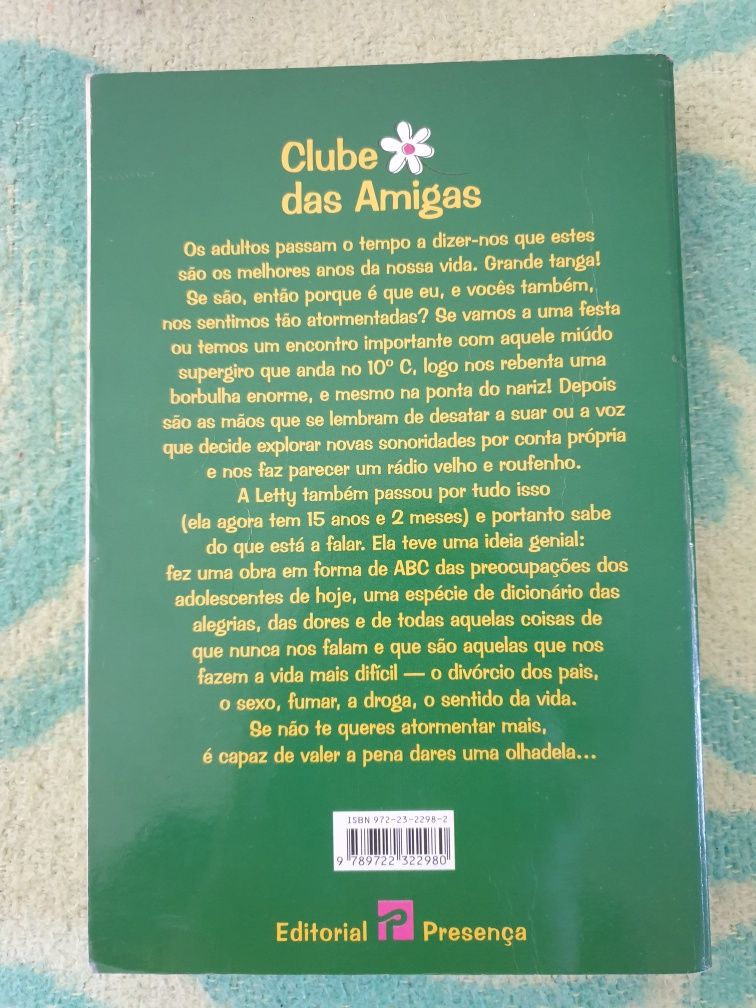 Clube
das Amigas
Os adultos passam o tempo a dizer-nos que estes
são os melhores anos da nossa vida. Grande tanga!
Se são, então porque é que eu, e vocês também,
nos sentimos tão atormentadas? Se vamos a uma festa
ou temos um encontro importante com aquele miúdo
supergiro que anda no 10º C, logo nos rebenta uma
borbulha enorme, e mesmo na ponta do nariz! Depois
são as mãos que se lembram de desatar a suar ou a voz
que decide explorar novas sonoridades por conta própria
e nos faz parecer um rádio velho e roufenho.
A Letty também passou por tudo isso
(ela agora tem 15 anos e 2 meses) e portanto sabe
do que está a falar. Ela teve uma ideia genial:
fez uma obra em forma de ABC das preocupações dos
adolescentes de hoje, uma espécie de dicionário das
alegrias, das dores e de todas aquelas coisas de
que nunca nos falam e que são aquelas que nos
fazem a vida mais difícil — o divórcio dos pais,
o sexo, fumar, a droga, o sentido da vida.
Se não te queres atormentar mais,
é capaz de valer a pena dares uma olhadela...
ISBN 972-23-2298-2
9 789722 322980
Editorial Presença